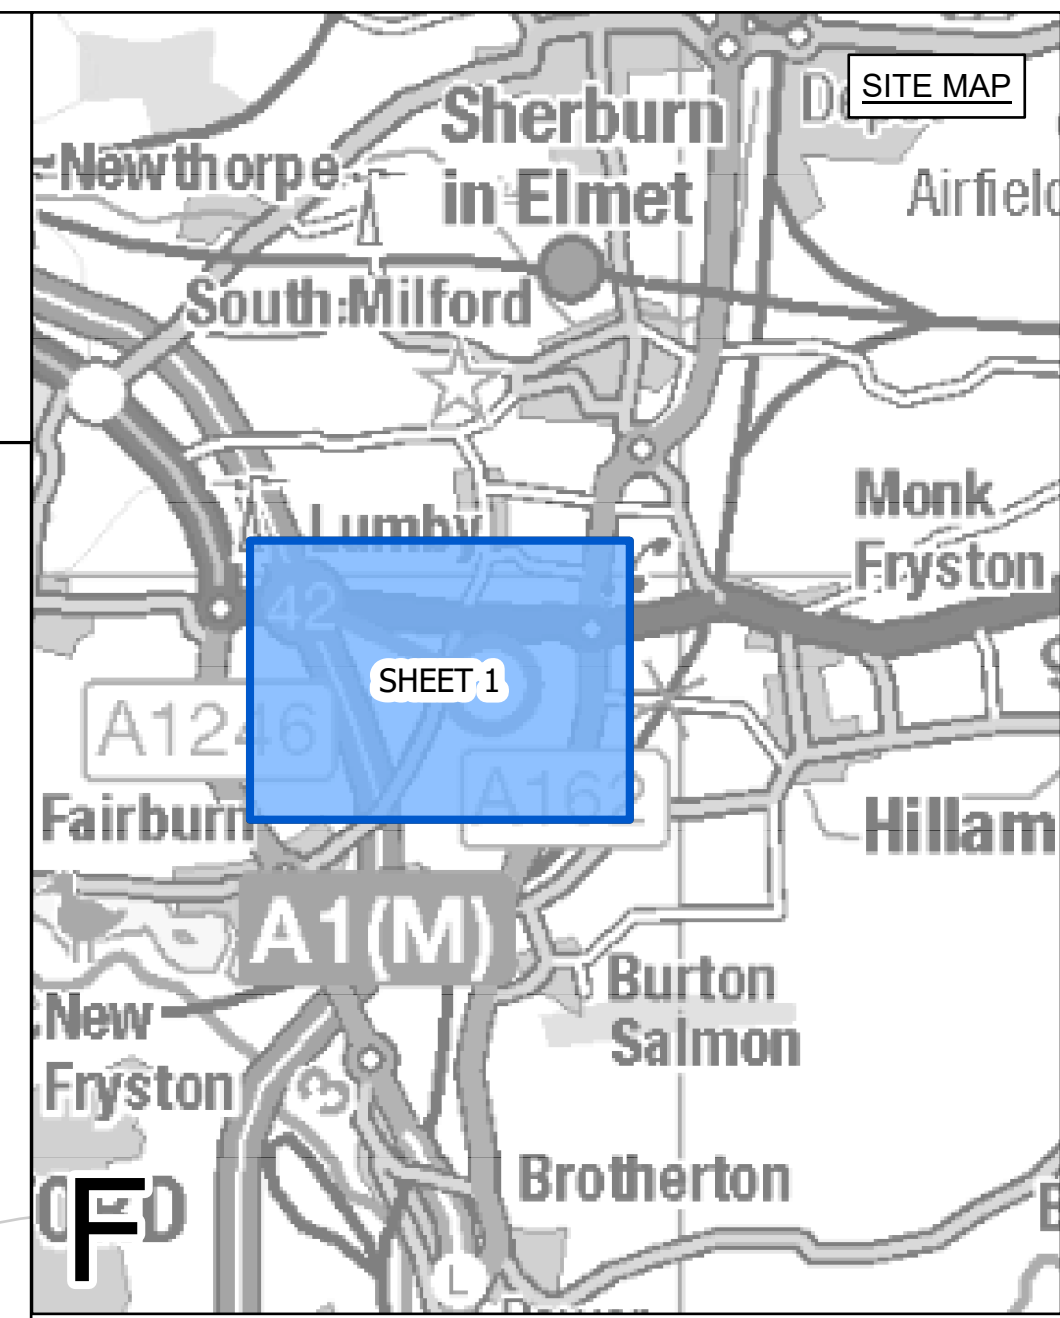 SITE MAP
Sherburn
in Elmet
Newthorpe
Airfield
South Milford
Lumby
Monk
Fryston
42
SHEET 1
A1246
A162
Fairburn
Hillam
A1(M)
Burton
Salmon
New
Fryston
3
Brotherton
F
L